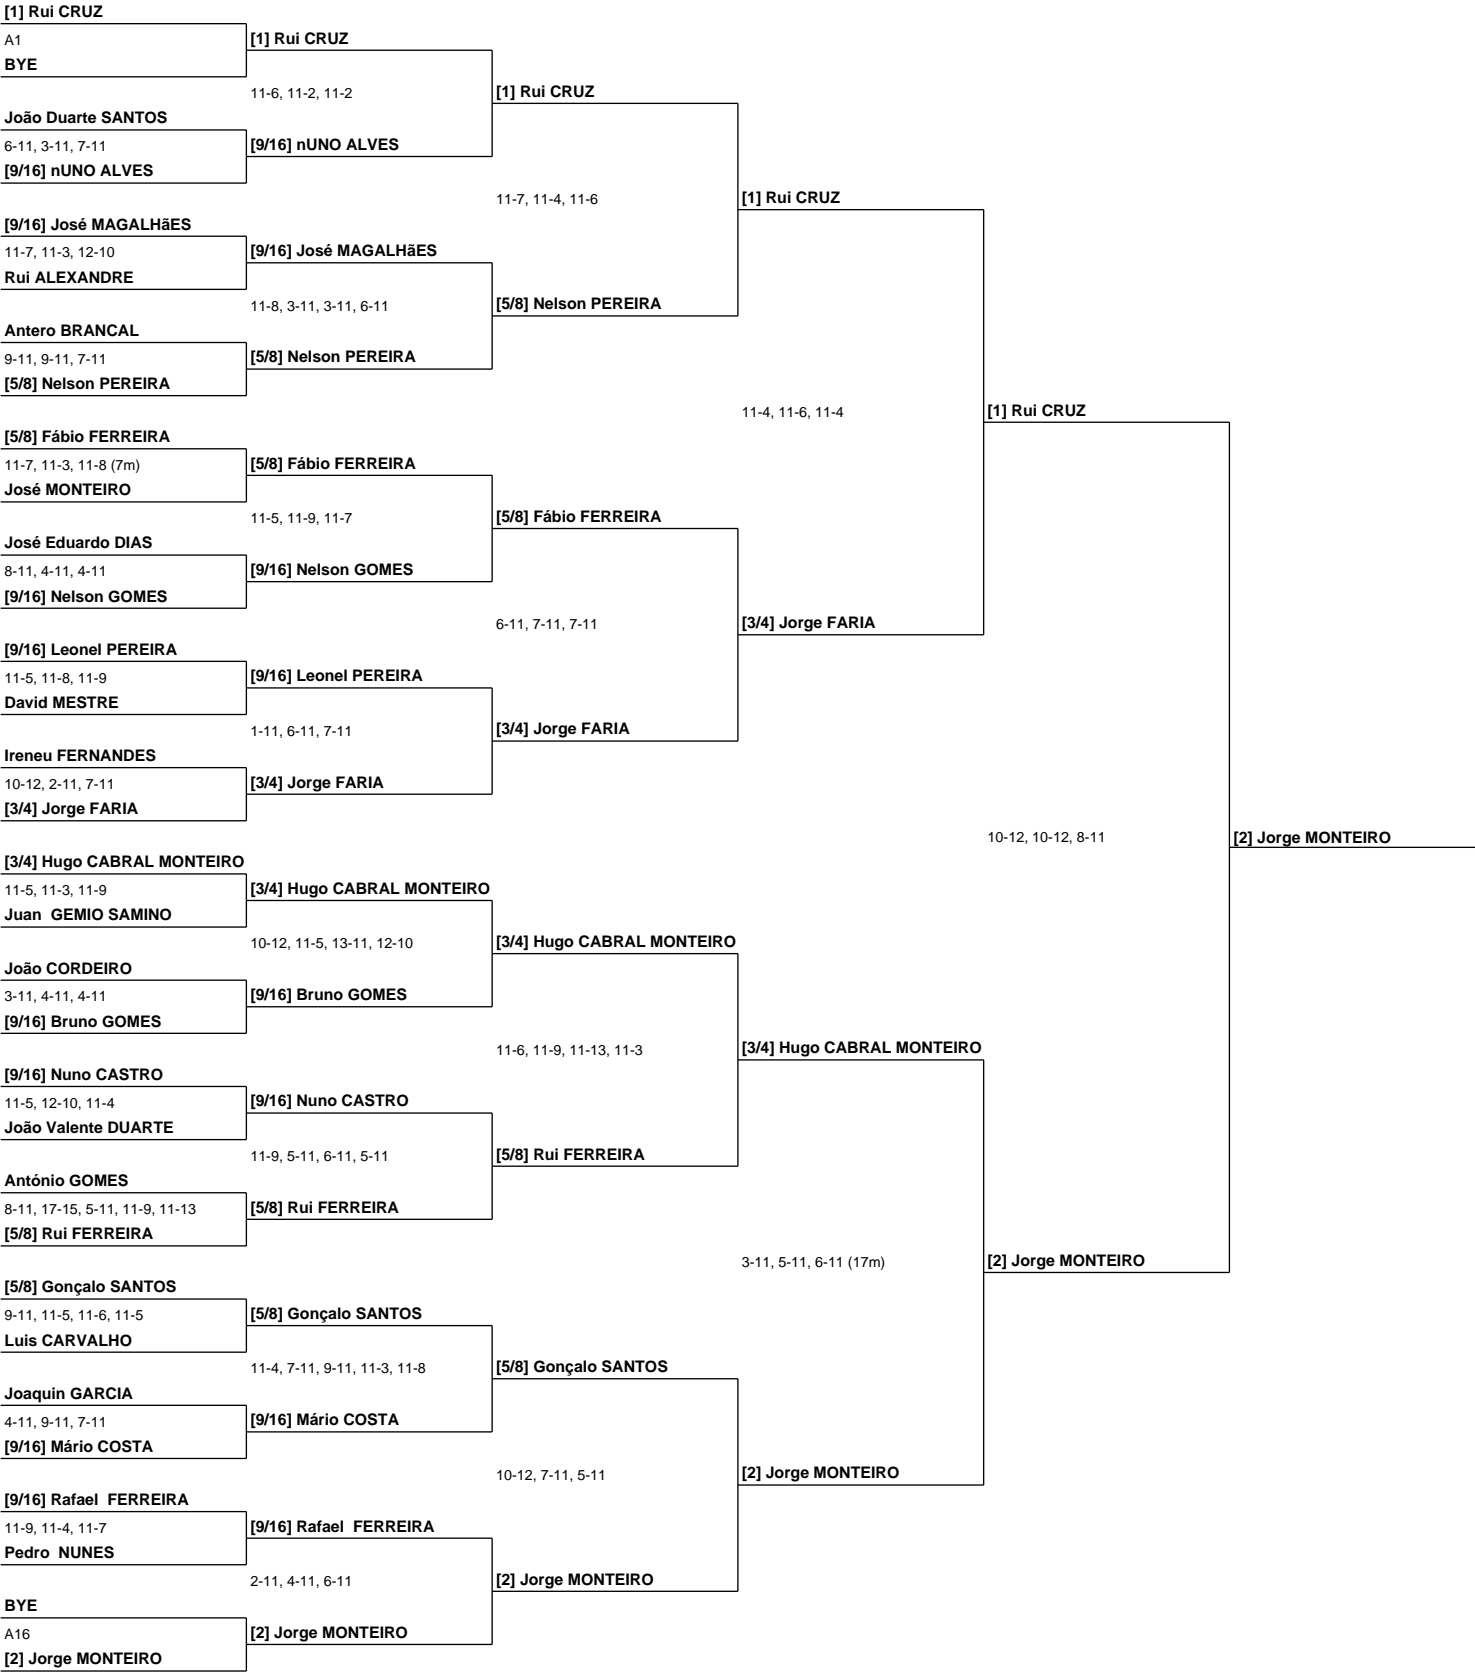 [1] Rui CRUZ
A1
[1] Rui CRUZ
BYE
11-6, 11-2, 11-2
[1] Rui CRUZ
João Duarte SANTOS
6-11, 3-11, 7-11
[9/16] nUNO ALVES
[9/16] nUNO ALVES
11-7, 11-4, 11-6
[1] Rui CRUZ
[9/16] José MAGALHãES
11-7, 11-3, 12-10
[9/16] José MAGALHãES
Rui ALEXANDRE
11-8, 3-11, 3-11, 6-11
[5/8] Nelson PEREIRA
Antero BRANCAL
9-11, 9-11, 7-11
[5/8] Nelson PEREIRA
[5/8] Nelson PEREIRA
11-4, 11-6, 11-4
[1] Rui CRUZ
[5/8] Fábio FERREIRA
11-7, 11-3, 11-8 (7m)
[5/8] Fábio FERREIRA
José MONTEIRO
11-5, 11-9, 11-7
[5/8] Fábio FERREIRA
José Eduardo DIAS
8-11, 4-11, 4-11
[9/16] Nelson GOMES
[9/16] Nelson GOMES
6-11, 7-11, 7-11
[3/4] Jorge FARIA
[9/16] Leonel PEREIRA
11-5, 11-8, 11-9
[9/16] Leonel PEREIRA
David MESTRE
1-11, 6-11, 7-11
[3/4] Jorge FARIA
Ireneu FERNANDES
10-12, 2-11, 7-11
[3/4] Jorge FARIA
[3/4] Jorge FARIA
10-12, 10-12, 8-11
[2] Jorge MONTEIRO
[3/4] Hugo CABRAL MONTEIRO
11-5, 11-3, 11-9
[3/4] Hugo CABRAL MONTEIRO
Juan  GEMIO SAMINO
10-12, 11-5, 13-11, 12-10
[3/4] Hugo CABRAL MONTEIRO
João CORDEIRO
3-11, 4-11, 4-11
[9/16] Bruno GOMES
[9/16] Bruno GOMES
11-6, 11-9, 11-13, 11-3
[3/4] Hugo CABRAL MONTEIRO
[9/16] Nuno CASTRO
11-5, 12-10, 11-4
[9/16] Nuno CASTRO
João Valente DUARTE
11-9, 5-11, 6-11, 5-11
[5/8] Rui FERREIRA
António GOMES
8-11, 17-15, 5-11, 11-9, 11-13
[5/8] Rui FERREIRA
[5/8] Rui FERREIRA
3-11, 5-11, 6-11 (17m)
[2] Jorge MONTEIRO
[5/8] Gonçalo SANTOS
9-11, 11-5, 11-6, 11-5
[5/8] Gonçalo SANTOS
Luis CARVALHO
11-4, 7-11, 9-11, 11-3, 11-8
[5/8] Gonçalo SANTOS
Joaquin GARCIA
4-11, 9-11, 7-11
[9/16] Mário COSTA
[9/16] Mário COSTA
10-12, 7-11, 5-11
[2] Jorge MONTEIRO
[9/16] Rafael  FERREIRA
11-9, 11-4, 11-7
[9/16] Rafael  FERREIRA
Pedro  NUNES
2-11, 4-11, 6-11
[2] Jorge MONTEIRO
BYE
A16
[2] Jorge MONTEIRO
[2] Jorge MONTEIRO